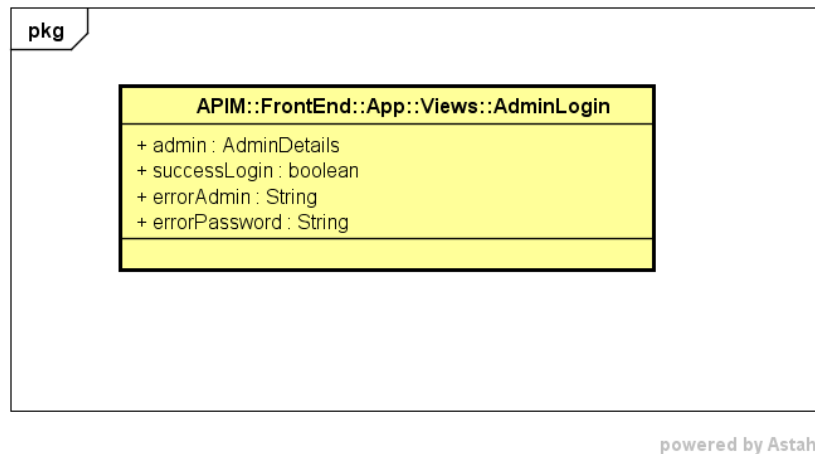 pkg
APIM::FrontEnd::App::Views::AdminLogin
+ admin : AdminDetails
+ successLogin : boolean
+ errorAdmin : String
+ errorPassword : String
powered by Astah